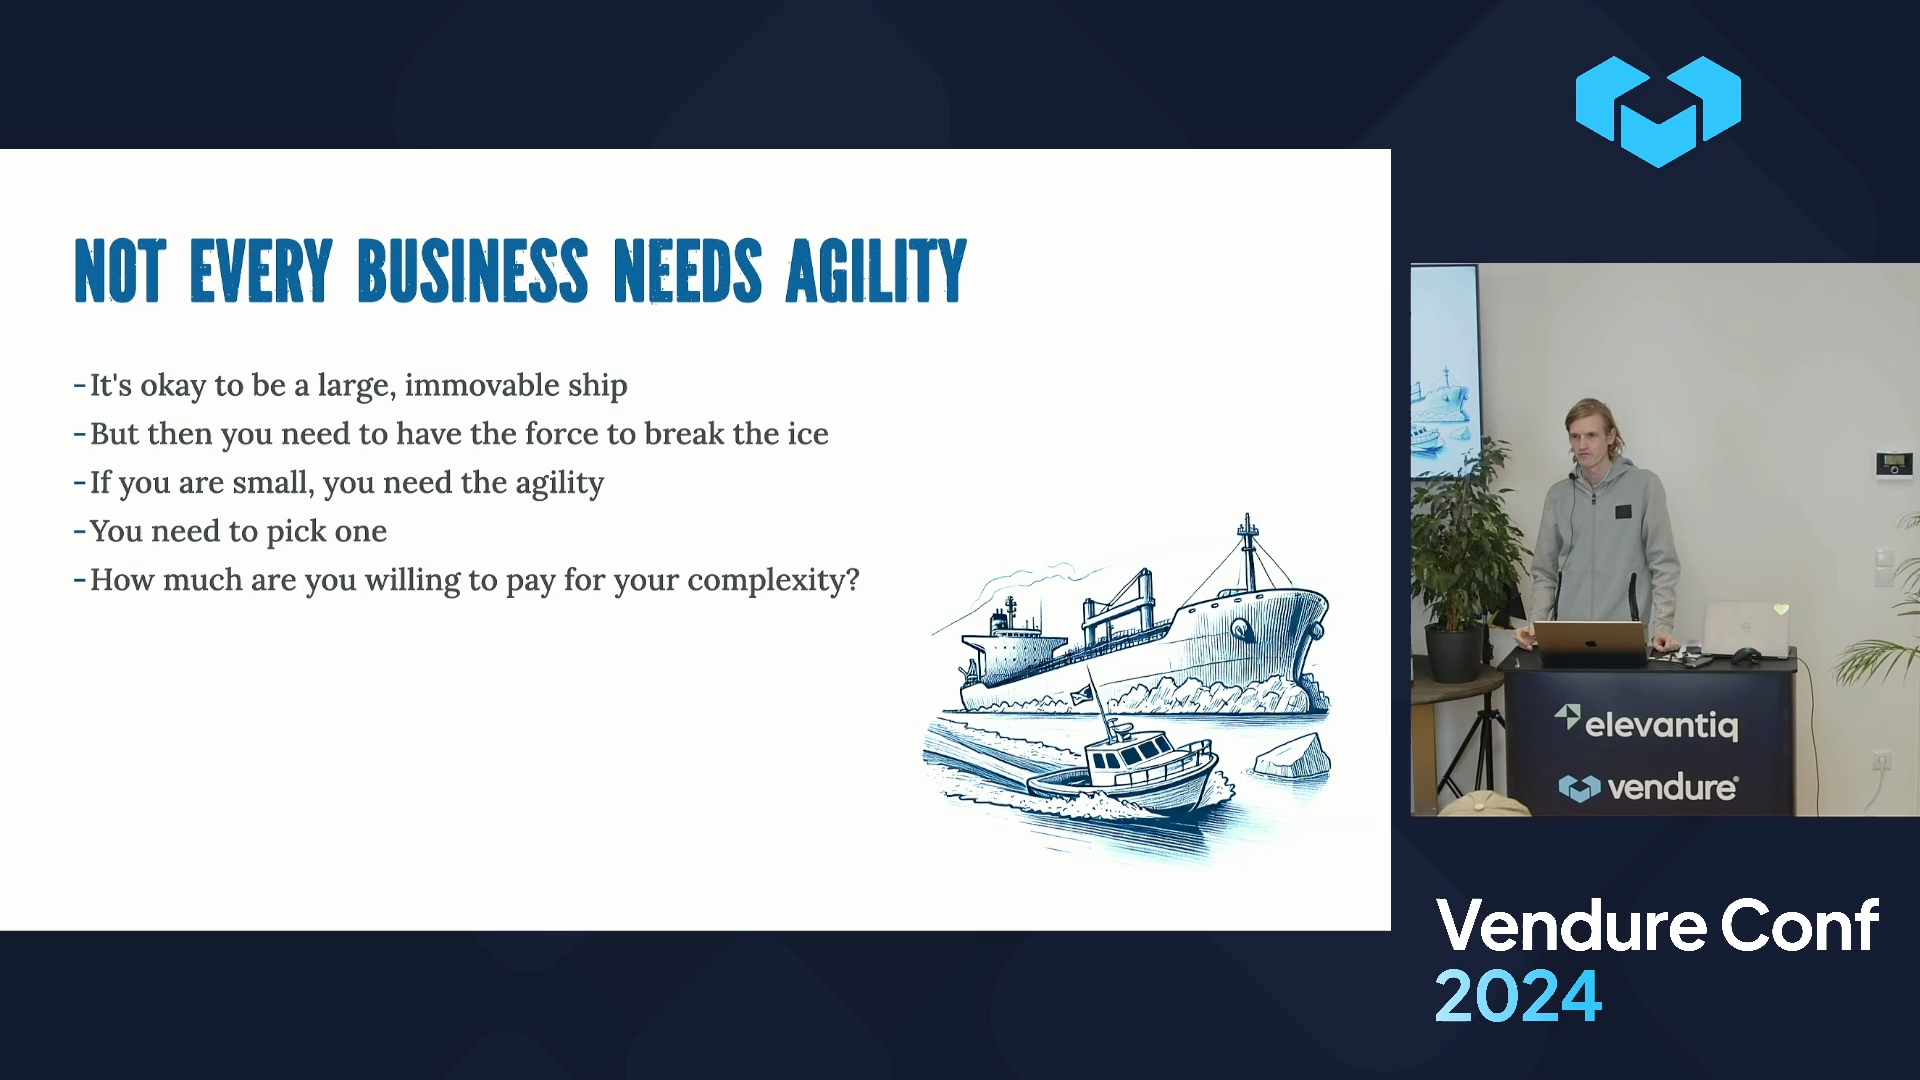 NOT EVERY BUSINESS NEEDS AGILITY
-It's okay to be a large, immovable ship
-But then you need to have the force to break the ice
-If you are small, you need the agility
-You need to pick one
-How much are you willing to pay for your complexity?
elevantiq
vendure®
Vendure Conf
2024